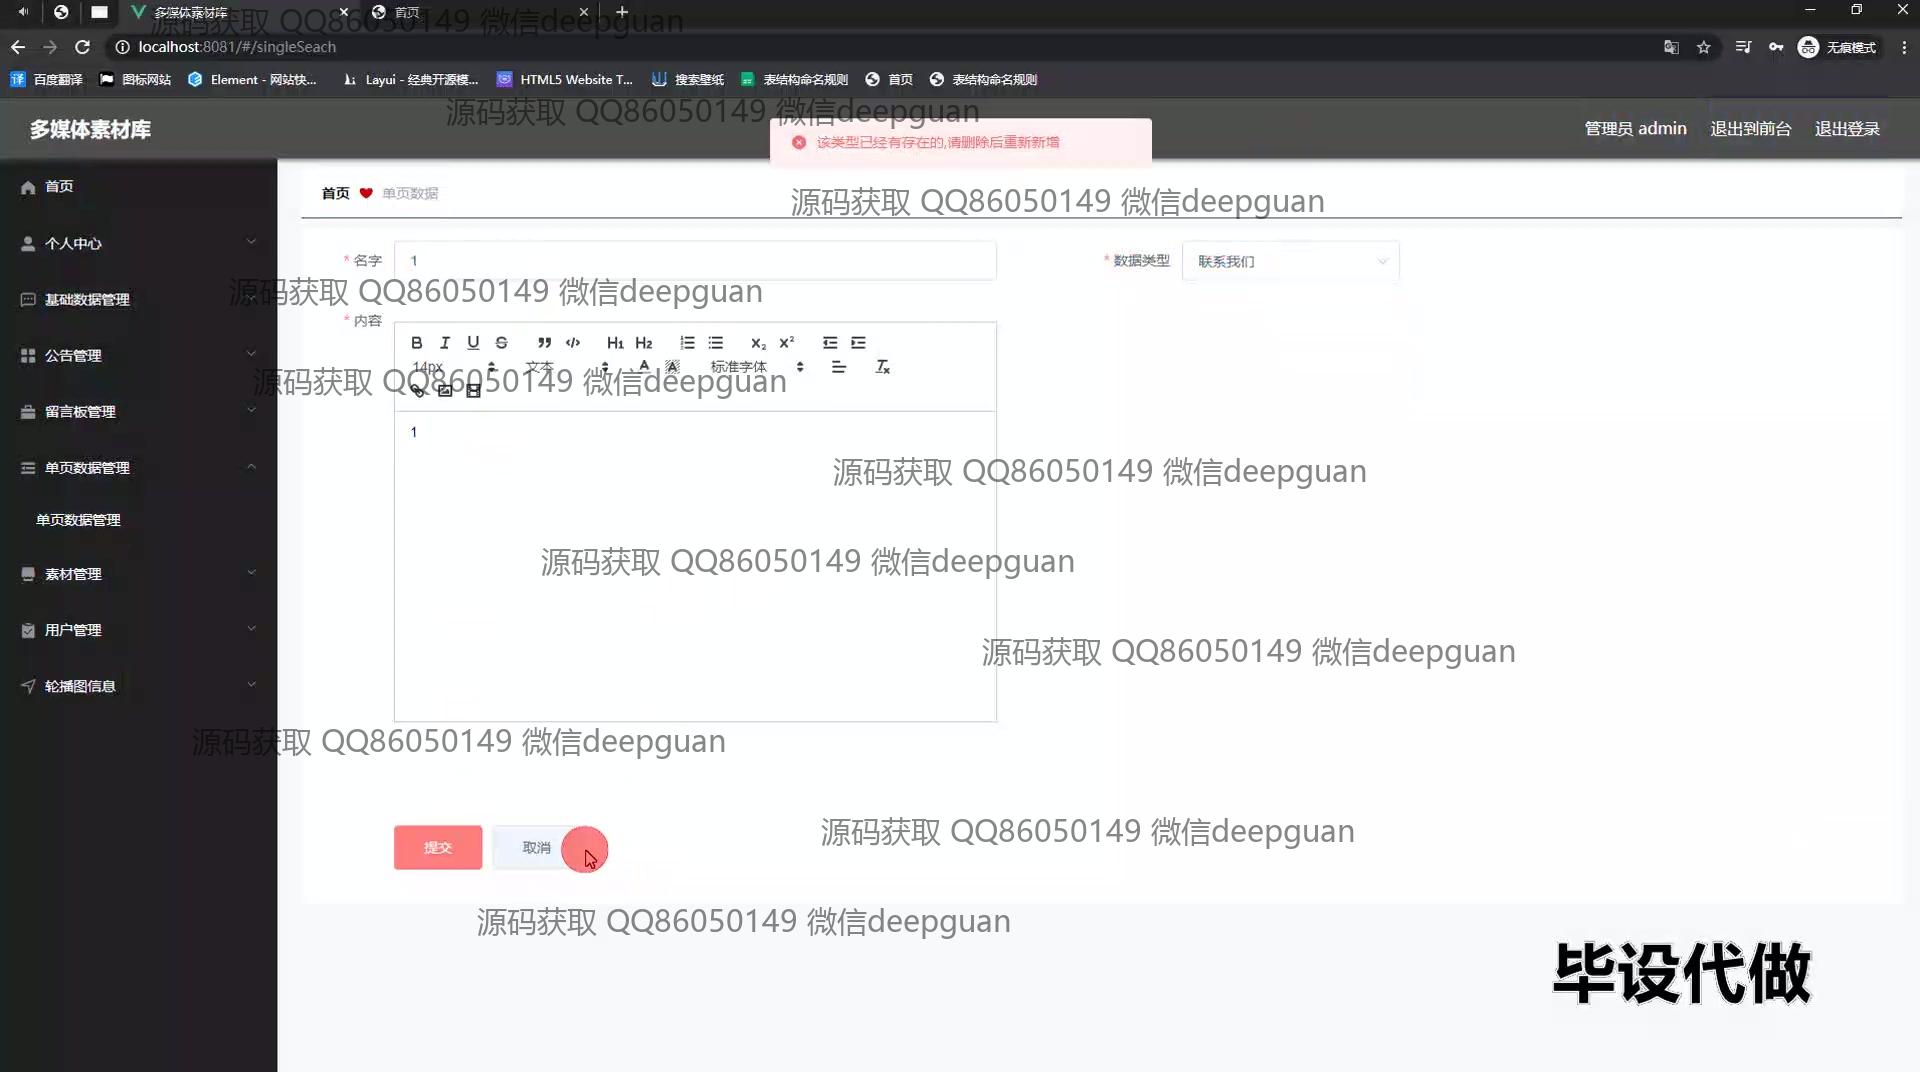 多媒体素材库
首页
localhost:8081/#/singleSeach
无痕模式
百度翻译
图标网站
Element - 网站快...
Layui - 经典开源模...
HTML5 Website T...
搜索壁纸
表结构命名规则
首页
表结构命名规则
源码获取 QQ86050149 微信deepguan
源码获取 QQ86050149 微信deepguan
多媒体素材库
该类型已经有存在的,请删除后重新新增
管理员 admin
退出到前台
退出登录
首页
个人中心
基础数据管理
公告管理
留言板管理
单页数据管理
单页数据管理
素材管理
用户管理
轮播图信息
首页
单页数据
源码获取 QQ86050149 微信deepguan
* 名字
1
* 数据类型
联系我们
源码获取 QQ86050149 微信deepguan
* 内容
B I U S ” </> H1 H2 X₂ X²
14px 文本 A A 标准字体 Tx
源码获取 QQ86050149 微信deepguan
1
源码获取 QQ86050149 微信deepguan
源码获取 QQ86050149 微信deepguan
源码获取 QQ86050149 微信deepguan
源码获取 QQ86050149 微信deepguan
源码获取 QQ86050149 微信deepguan
提交
取消
源码获取 QQ86050149 微信deepguan
毕设代做